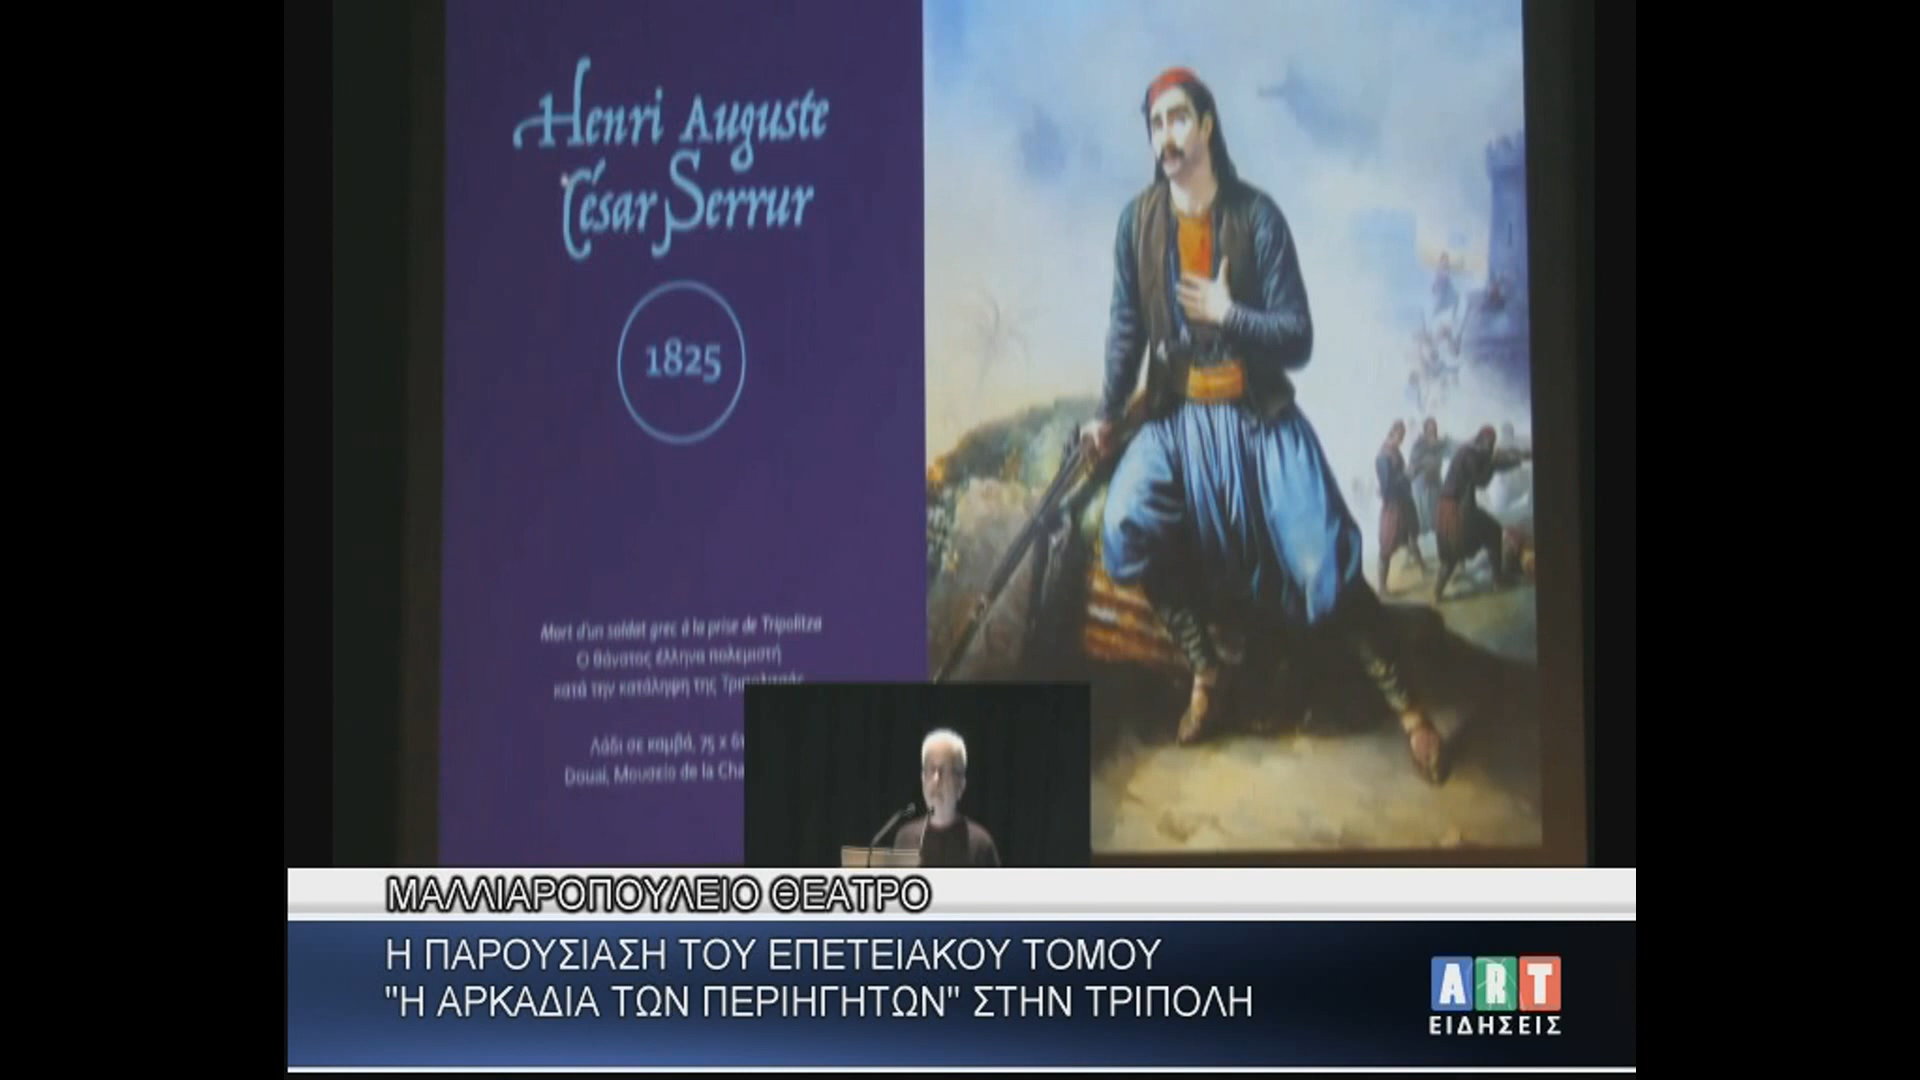 Henri Auguste
César Serrur
1825
Mort d'un soldat grec à la prise de Tripolitza
Ο θάνατος έλληνα πολεμιστή
κατά την κατάληψη της
Λάδι σε καμβά, 75 x
Douai, Μουσείο de la
ΜΑΛΛΙΑΡΟΠΟΥΛΕΙΟ ΘΕΑΤΡΟ
Η ΠΑΡΟΥΣΙΑΣΗ ΤΟΥ ΕΠΕΤΕΙΑΚΟΥ ΤΟΜΟΥ
"Η ΑΡΚΑΔΙΑ ΤΩΝ ΠΕΡΙΗΓΗΤΩΝ" ΣΤΗΝ ΤΡΙΠΟΛΗ
ART
ΕΙΔΗΣΕΙΣ